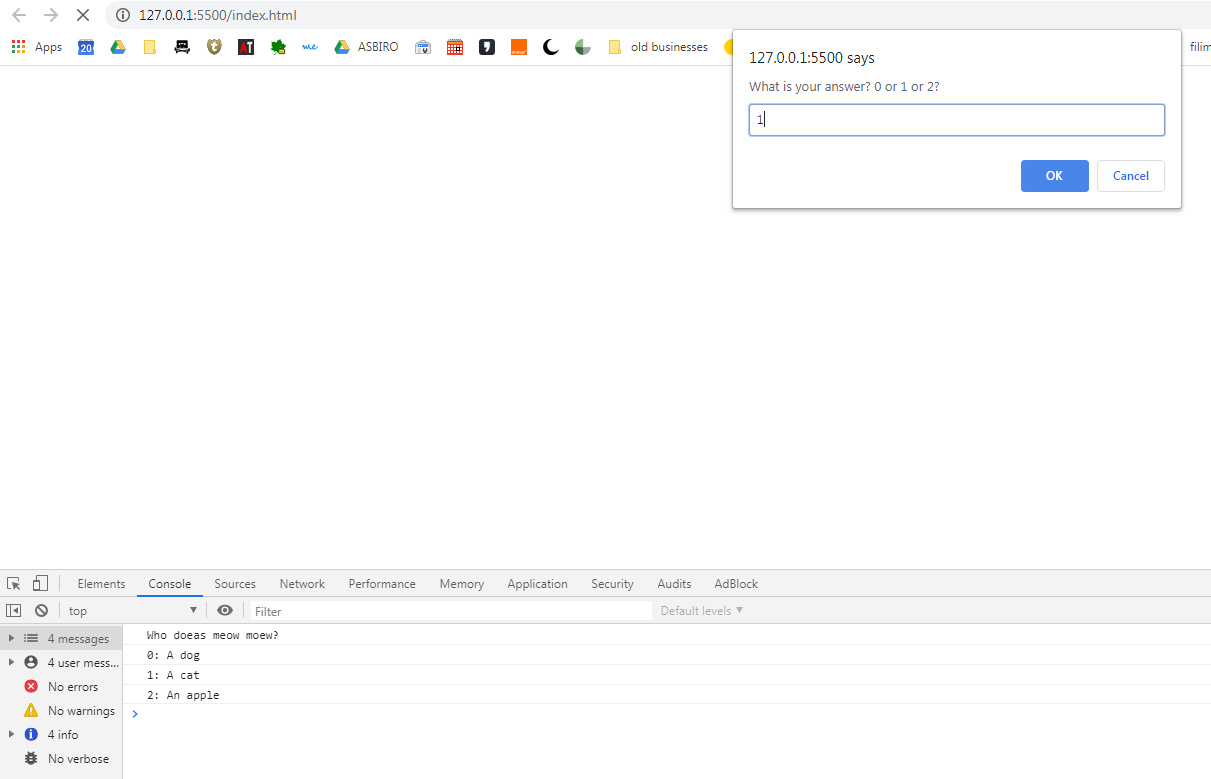 127.0.0.1:5500/index.html
Apps 20 AT me ASBIRO old businesses filim
127.0.0.1:5500 says
What is your answer? 0 or 1 or 2?
1
OK Cancel
Elements Console Sources Network Performance Memory Application Security Audits AdBlock
top Filter Default levels
4 messages
4 user mess...
No errors
No warnings
4 info
No verbose
Who doeas meow moew?
0: A dog
1: A cat
2: An apple